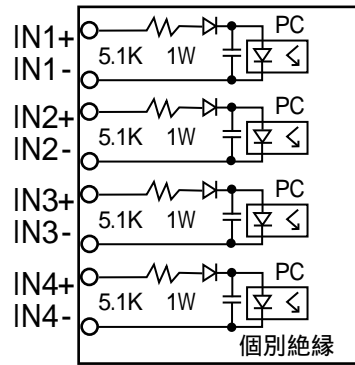 IN1+ PC
IN1- 5.1K 1W
IN2+ PC
IN2- 5.1K 1W
IN3+ PC
IN3- 5.1K 1W
IN4+ PC
IN4- 5.1K 1W
個別絶縁